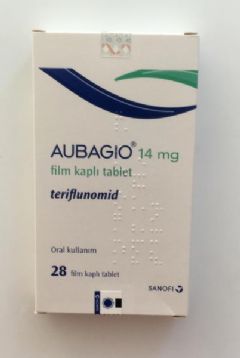 AUBAGIO® 14 mg
film kaplı tablet
teriflunomid
Oral kullanım
28 film kaplı tablet
SANOFI